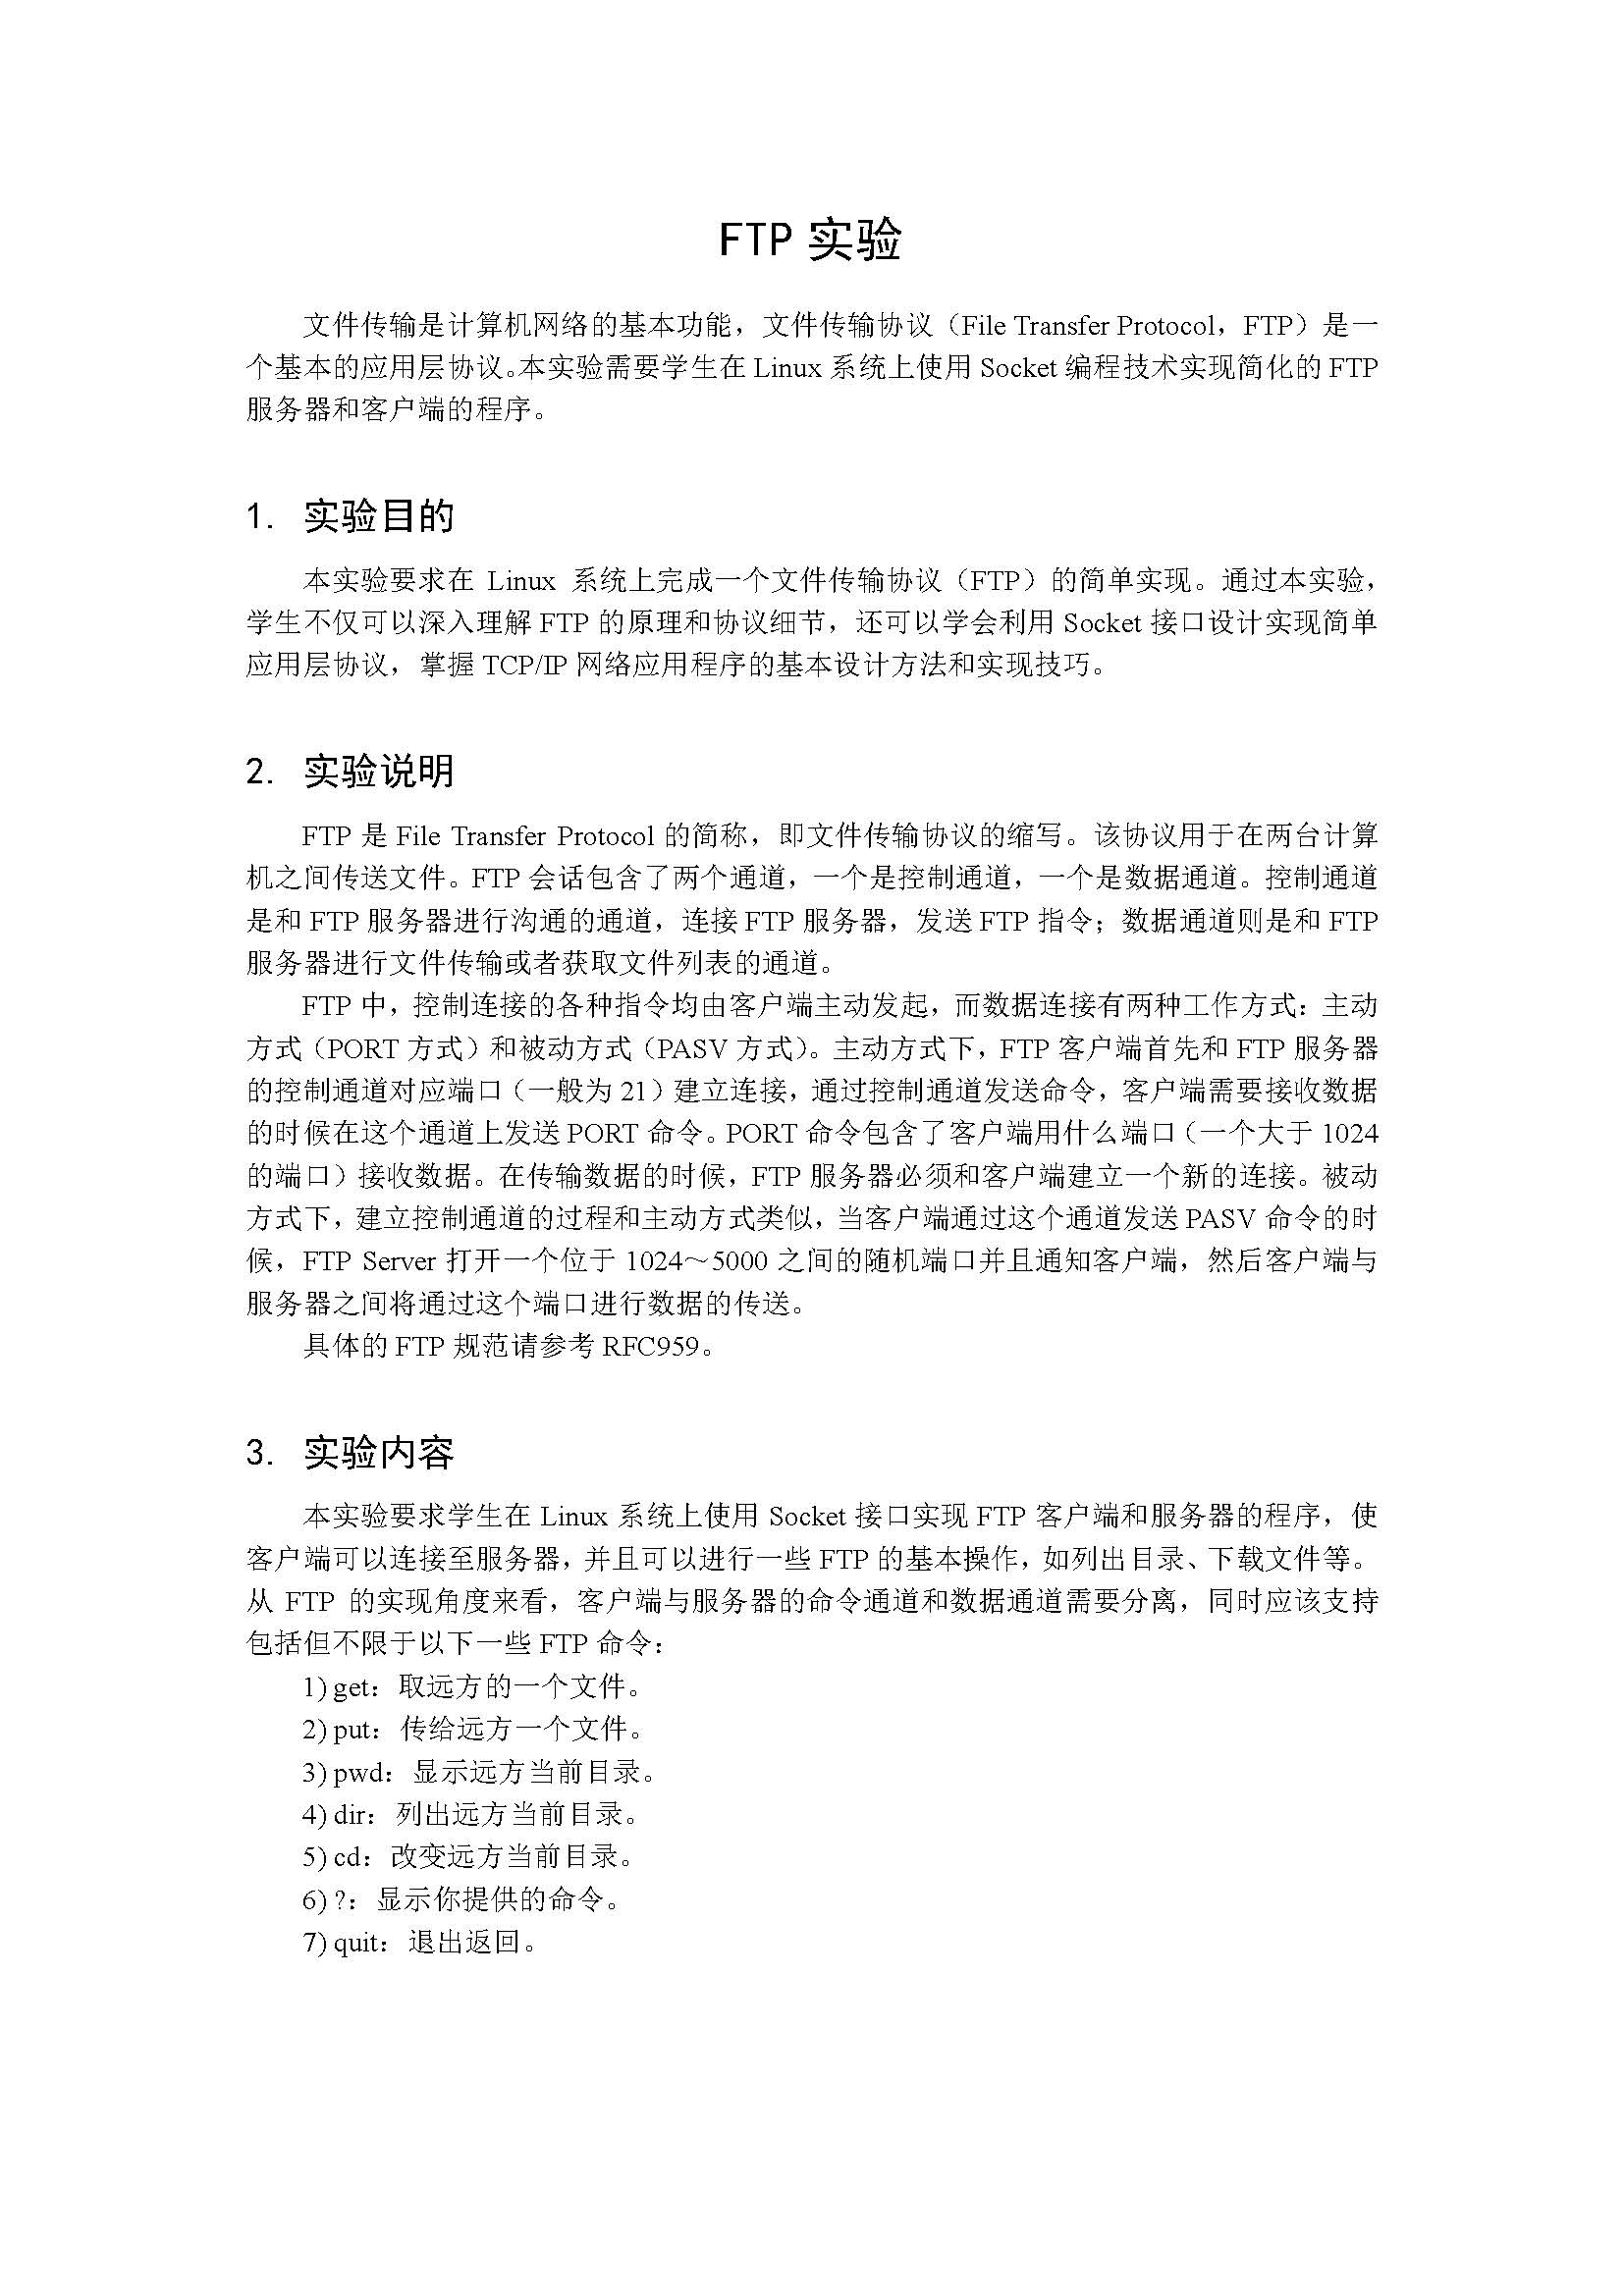 FTP 实验
文件传输是计算机网络的基本功能，文件传输协议（File Transfer Protocol，FTP）是一
个基本的应用层协议。本实验需要学生在 Linux 系统上使用 Socket 编程技术实现简化的 FTP
服务器和客户端的程序。
1. 实验目的
本实验要求在 Linux 系统上完成一个文件传输协议（FTP）的简单实现。通过本实验，
学生不仅可以深入理解 FTP 的原理和协议细节，还可以学会利用 Socket 接口设计实现简单
应用层协议，掌握 TCP/IP 网络应用程序的基本设计方法和实现技巧。
2. 实验说明
FTP 是 File Transfer Protocol 的简称，即文件传输协议的缩写。该协议用于在两台计算
机之间传送文件。FTP 会话包含了两个通道，一个是控制通道，一个是数据通道。控制通道
是和 FTP 服务器进行沟通的通道，连接 FTP 服务器，发送 FTP 指令；数据通道则是和 FTP
服务器进行文件传输或者获取文件列表的通道。
FTP 中，控制连接的各种指令均由客户端主动发起，而数据连接有两种工作方式：主动
方式（PORT 方式）和被动方式（PASV 方式）。主动方式下，FTP 客户端首先和 FTP 服务器
的控制通道对应端口（一般为 21）建立连接，通过控制通道发送命令，客户端需要接收数据
的时候在这个通道上发送 PORT 命令。PORT 命令包含了客户端用什么端口（一个大于 1024
的端口）接收数据。在传输数据的时候，FTP 服务器必须和客户端建立一个新的连接。被动
方式下，建立控制通道的过程和主动方式类似，当客户端通过这个通道发送 PASV 命令的时
候，FTP Server 打开一个位于 1024～5000 之间的随机端口并且通知客户端，然后客户端与
服务器之间将通过这个端口进行数据的传送。
具体的 FTP 规范请参考 RFC959。
3. 实验内容
本实验要求学生在 Linux 系统上使用 Socket 接口实现 FTP 客户端和服务器的程序，使
客户端可以连接至服务器，并且可以进行一些 FTP 的基本操作，如列出目录、下载文件等。
从 FTP 的实现角度来看，客户端与服务器的命令通道和数据通道需要分离，同时应该支持
包括但不限于以下一些 FTP 命令：
1) get：取远方的一个文件。
2) put：传给远方一个文件。
3) pwd：显示远方当前目录。
4) dir：列出远方当前目录。
5) cd：改变远方当前目录。
6) ?：显示你提供的命令。
7) quit：退出返回。